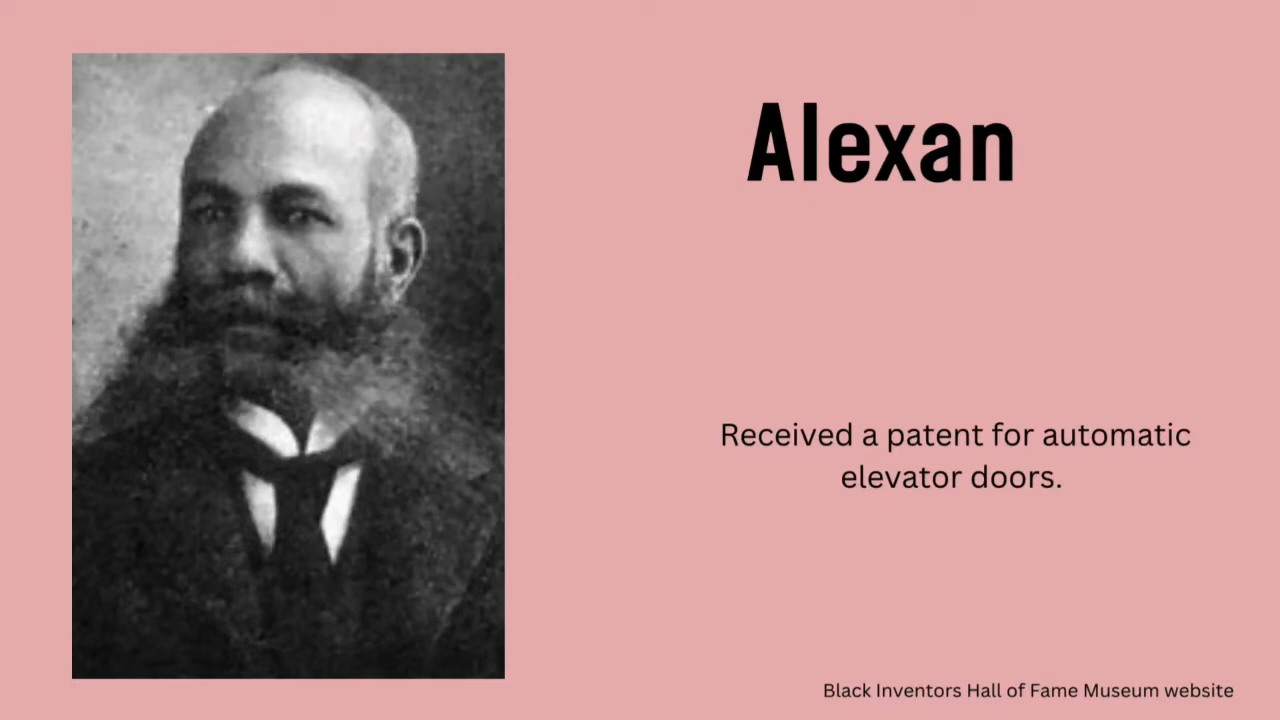 Alexan
Received a patent for automatic
elevator doors.
Black Inventors Hall of Fame Museum website